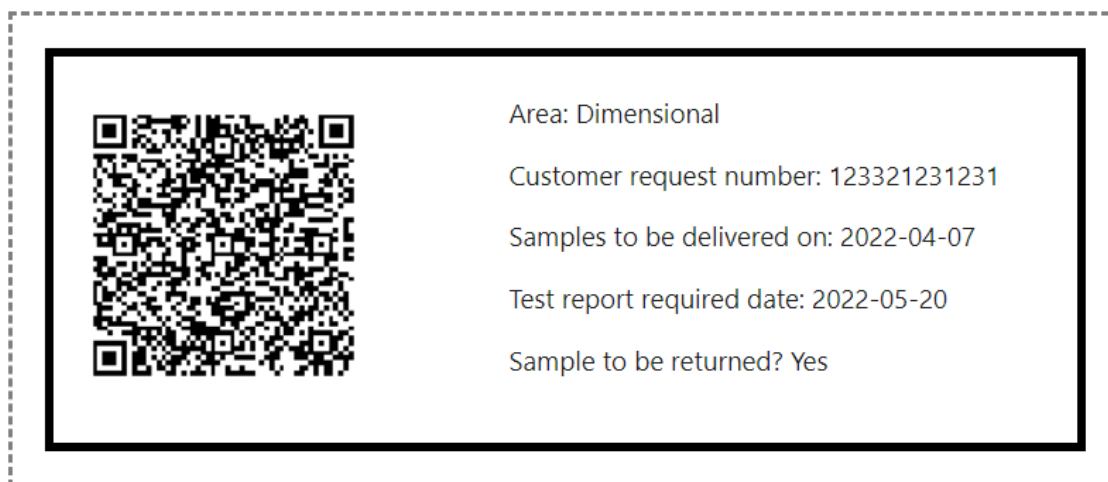 Area: Dimensional
Customer request number: 123321231231
Samples to be delivered on: 2022-04-07
Test report required date: 2022-05-20
Sample to be returned? Yes